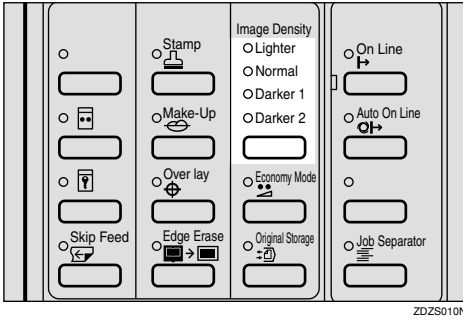 Image Density
Stamp
Lighter
On Line
Normal
Darker 1
Make-Up
Darker 2
Auto On Line
Over lay
Economy Mode
Skip Feed
Edge Erase
Original Storage
Job Separator
ZDZS010N